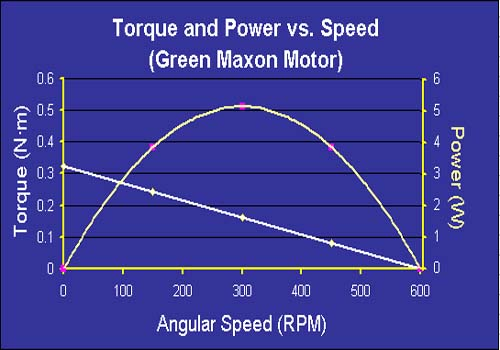 Torque and Power vs. Speed
(Green Maxon Motor)
Torque (N·m)
0.6
0.5
0.4
0.3
0.2
0.1
0
6
5
4
3
2
1
0
Power (W)
0 100 200 300 400 500 600
Angular Speed (RPM)